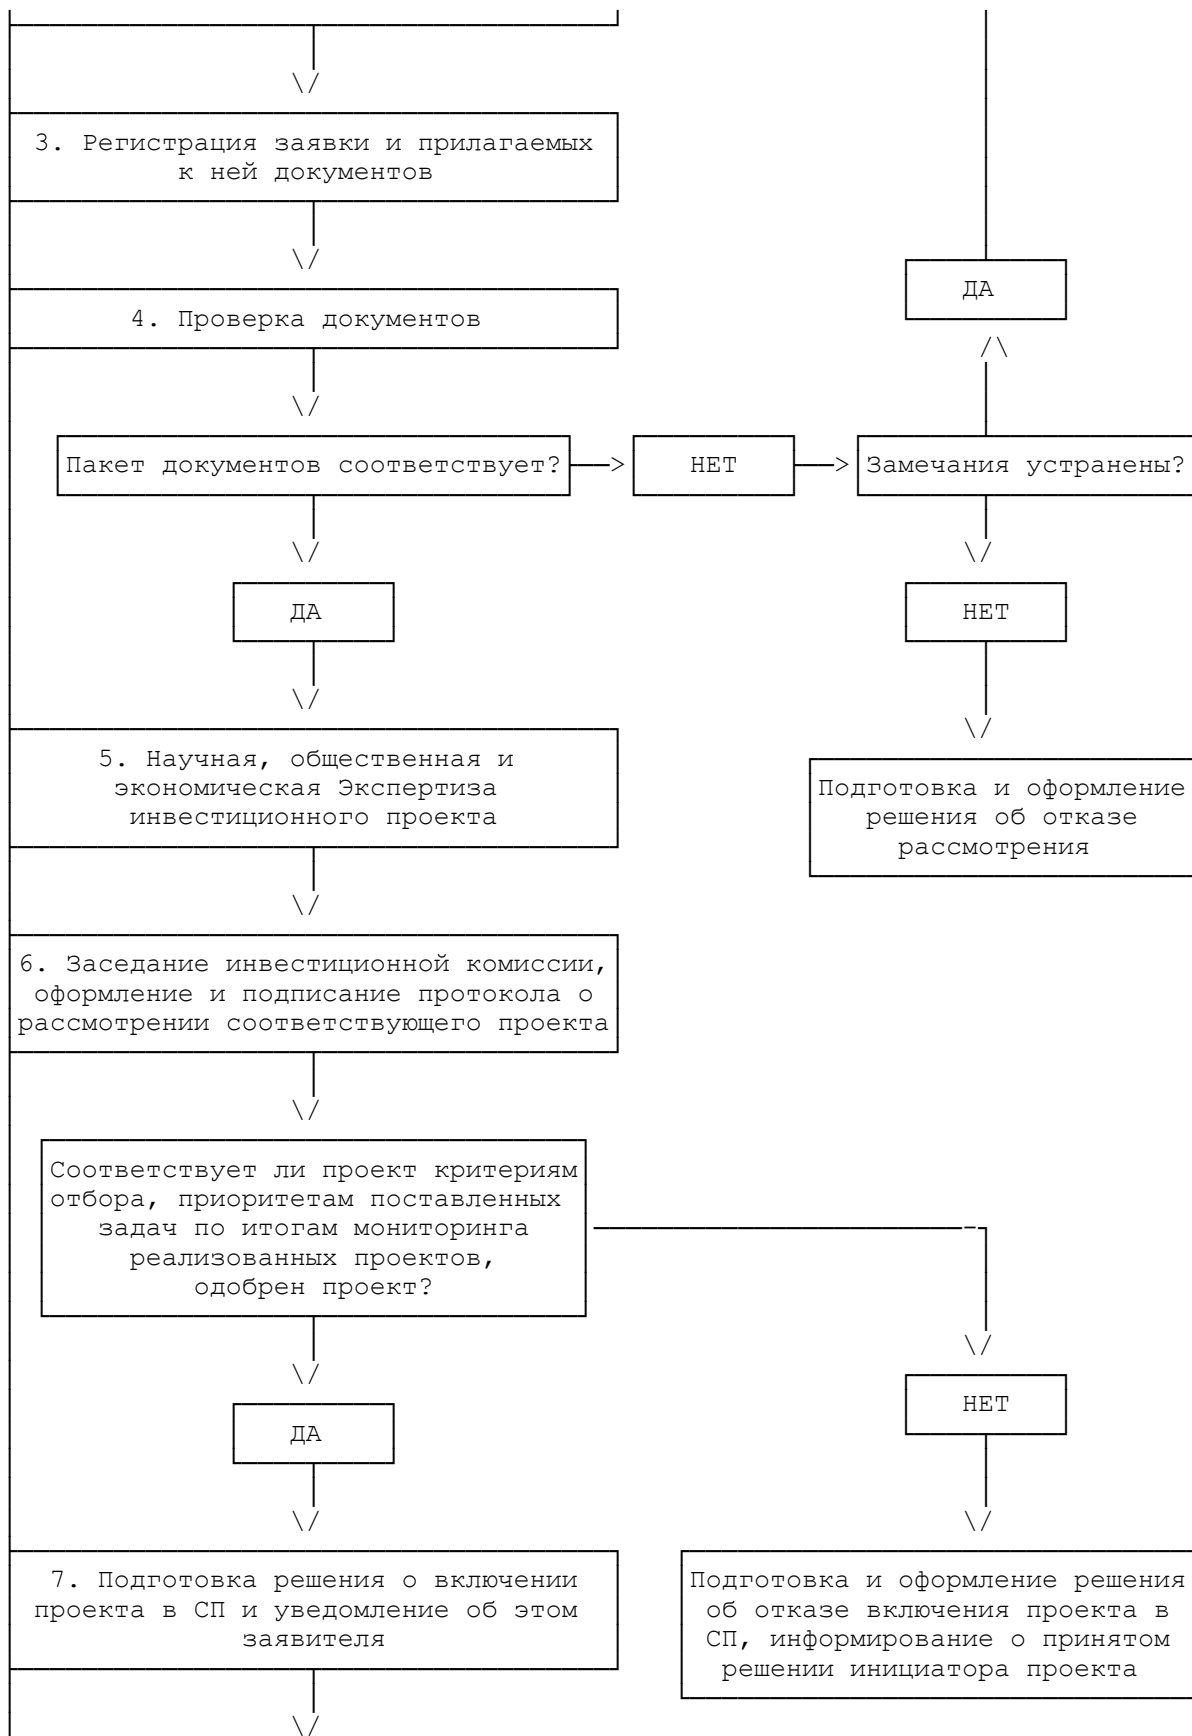 3. Регистрация заявки и прилагаемых
к ней документов
ДА
4. Проверка документов
Пакет документов соответствует?
НЕТ
Замечания устранены?
ДА
НЕТ
5. Научная, общественная и
экономическая Экспертиза
инвестиционного проекта
Подготовка и оформление
решения об отказе
рассмотрения
6. Заседание инвестиционной комиссии,
оформление и подписание протокола о
рассмотрении соответствующего проекта
Соответствует ли проект критериям
отбора, приоритетам поставленных
задач по итогам мониторинга
реализованных проектов,
одобрен проект?
НЕТ
ДА
7. Подготовка решения о включении
проекта в СП и уведомление об этом
заявителя
Подготовка и оформление решения
об отказе включения проекта в
СП, информирование о принятом
решении инициатора проекта